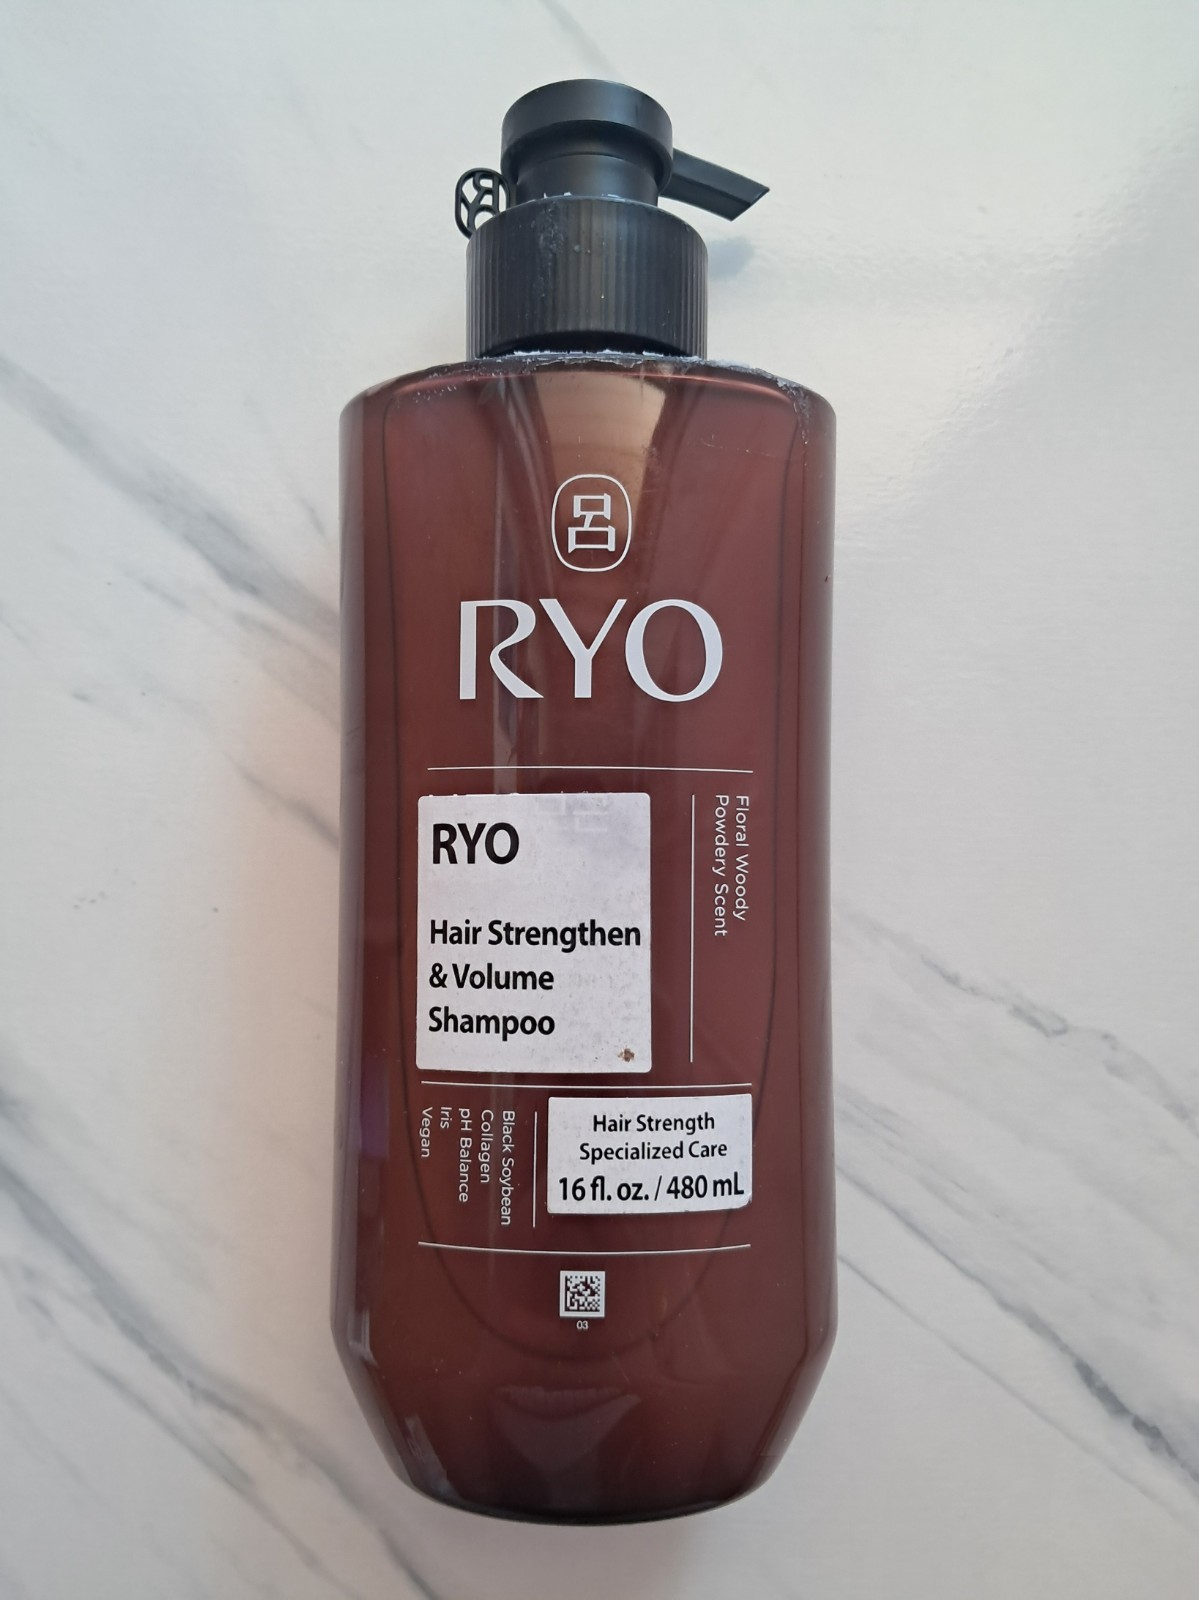 呂
RYO
RYO
Hair Strengthen
& Volume
Shampoo
Floral Woody
Powdery Scent
Black Soybean
Collagen
pH Balance
Iris
Vegan
Hair Strength
Specialized Care
16 fl. oz. / 480 mL
03